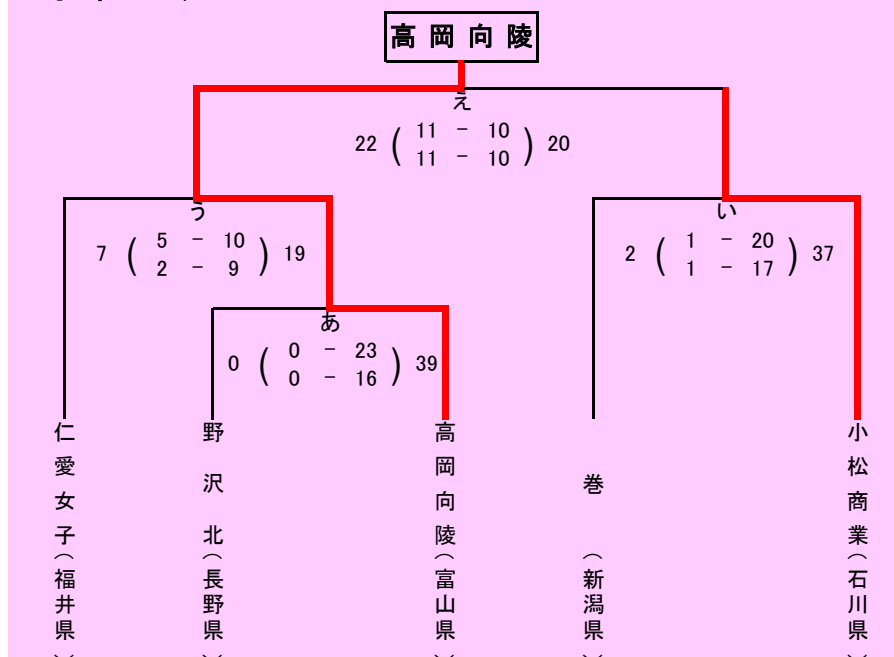 高岡向陵
え
22 ( 11 - 10 ) 20
11 - 10
う
7 ( 5 - 10 ) 19
2 - 9
い
2 ( 1 - 20 ) 37
1 - 17
あ
0 ( 0 - 23 ) 39
0 - 16
仁愛女子(福井県)
野沢北(長野県)
高岡向陵(富山県)
巻(新潟県)
小松商業(石川県)